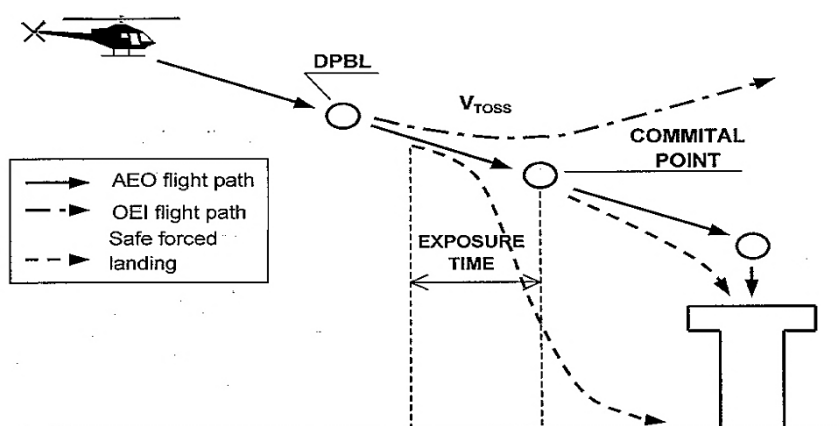 DPBL
VTOSS
COMMITAL
POINT
AEO flight path
OEI flight path
Safe forced
landing
EXPOSURE
TIME